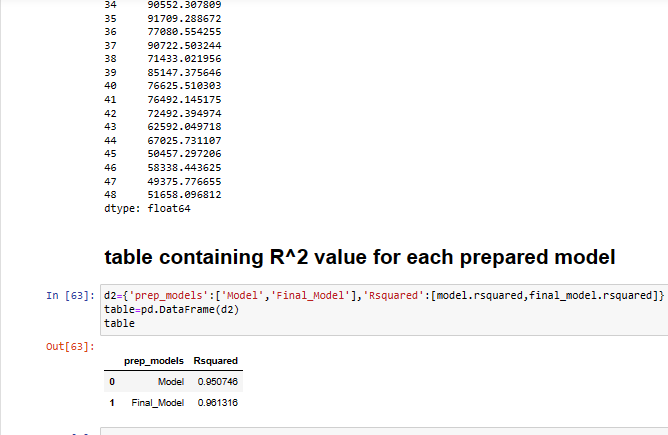 34 90552.307809
35 91709.288672
36 77080.554255
37 90722.503244
38 71433.021956
39 85147.375646
40 76625.510303
41 76492.145175
42 72492.394974
43 62592.049718
44 67025.731107
45 50457.297206
46 58338.443625
47 49375.776655
48 51658.096812
dtype: float64
table containing R^2 value for each prepared model
In [63]: d2={'prep_models':['Model','Final_Model'],'Rsquared':[model.rsquared,final_model.rsquared]}
table=pd.DataFrame(d2)
table
Out[63]:
prep_models Rsquared
0 Model 0.950746
1 Final_Model 0.961316